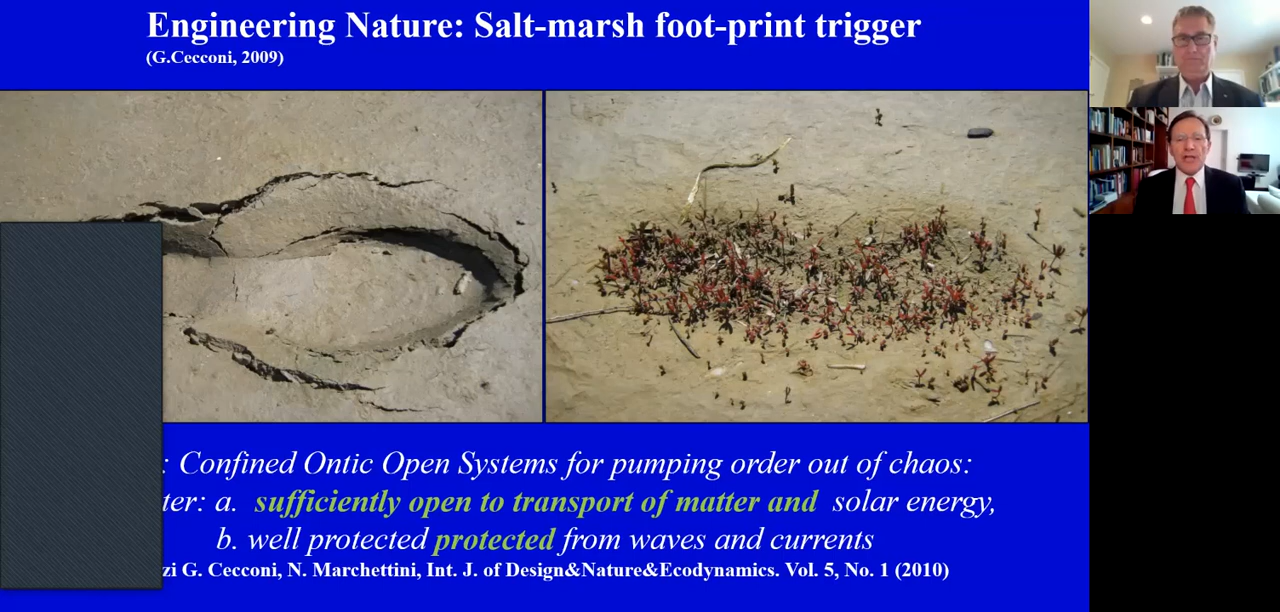 Engineering Nature: Salt-marsh foot-print trigger
(G.Cecconi, 2009)
: Confined Ontic Open Systems for pumping order out of chaos:
ter: a. sufficiently open to transport of matter and solar energy,
b. well protected protected from waves and currents
zi G. Cecconi, N. Marchettini, Int. J. of Design&Nature&Ecodynamics. Vol. 5, No. 1 (2010)